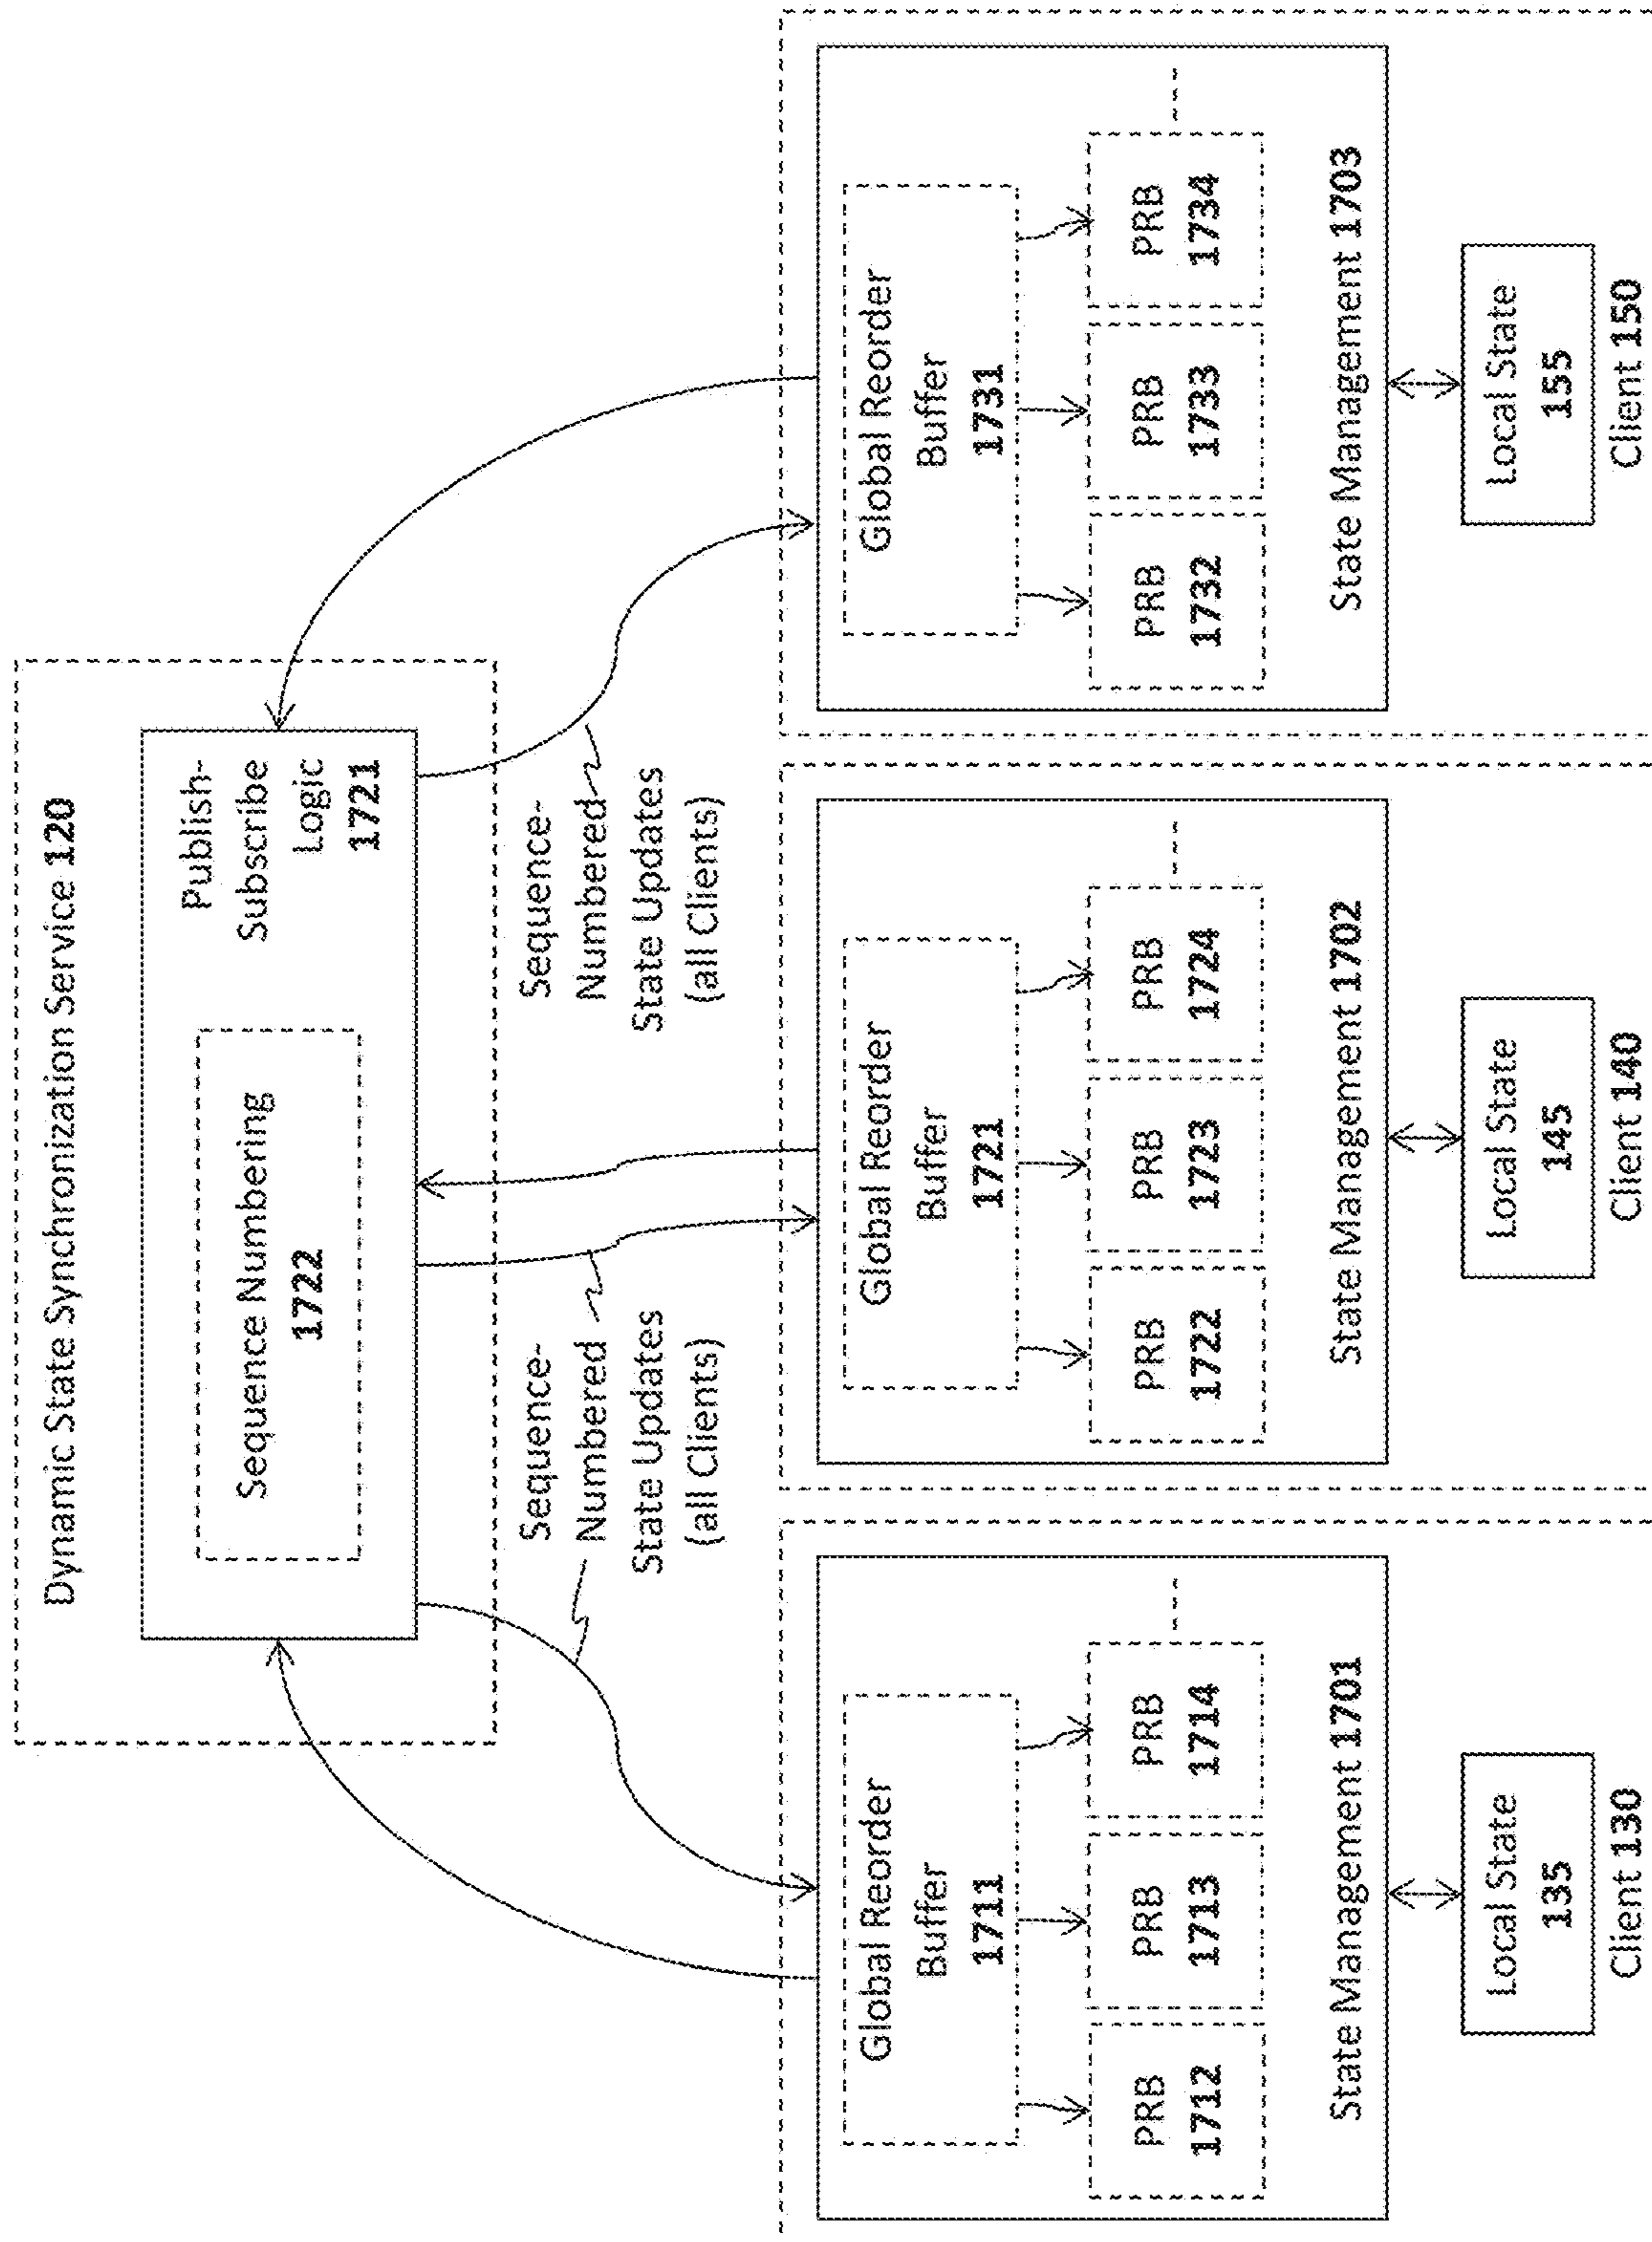 Dynamic State Synchronization Service 120
Sequence Numbering
1722
Publish-
Subscribe
Logic
1721
Sequence-
Numbered
State Updates
(all Clients)
Sequence-
Numbered
State Updates
(all Clients)
Global Reorder
Buffer
1711
PRB
1712
PRB
1713
PRB
1714
State Management 1701
Local State
135
Client 130
Global Reorder
Buffer
1721
PRB
1722
PRB
1723
PRB
1724
State Management 1702
Local State
145
Client 140
Global Reorder
Buffer
1731
PRB
1732
PRB
1733
PRB
1734
State Management 1703
Local State
155
Client 150